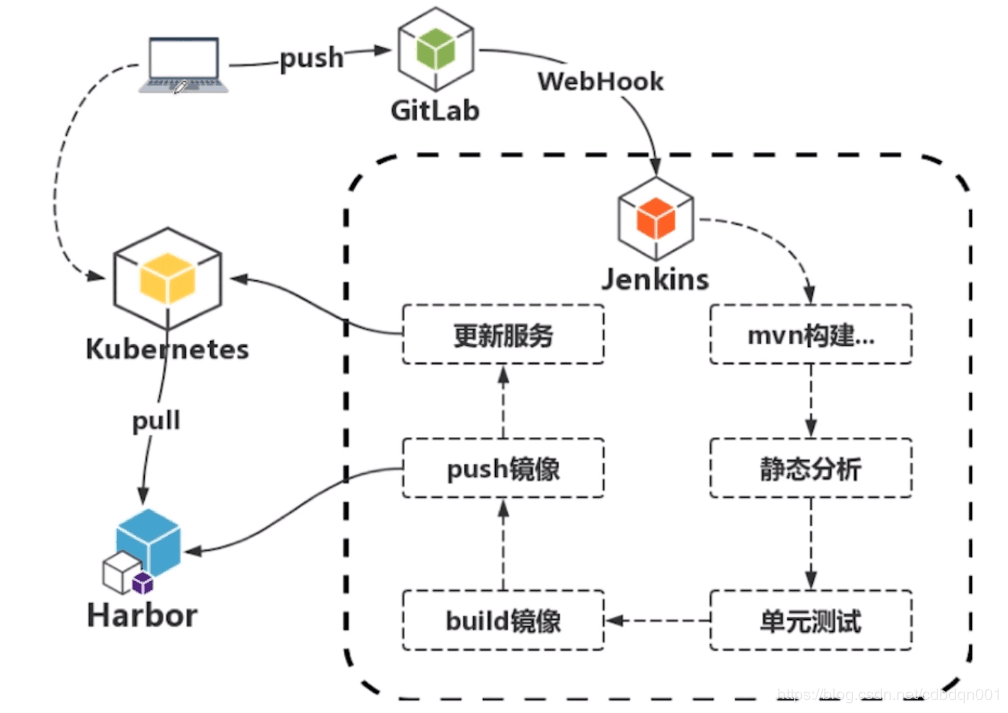 push
GitLab
WebHook
Jenkins
Kubernetes
更新服务
mvn构建...
pull
push镜像
静态分析
Harbor
build镜像
单元测试
https://blog.csdn.net/cdbdqn001